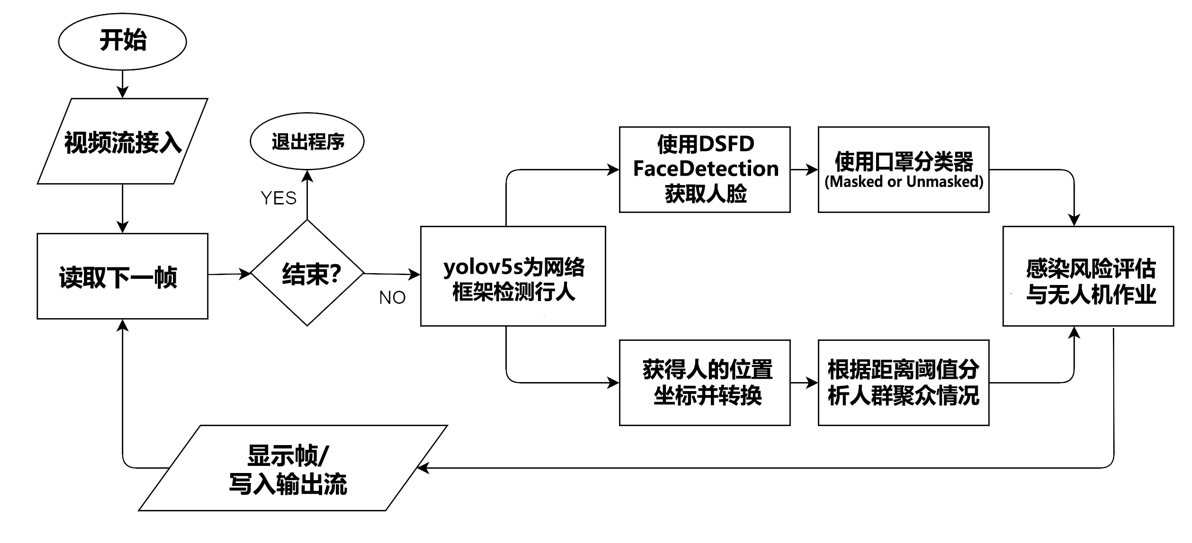 开始
视频流接入
读取下一帧
结束?
YES
退出程序
NO
yolov5s为网络
框架检测行人
使用DSFD
FaceDetection
获取人脸
使用口罩分类器
(Masked or Unmasked)
获得人的位置
坐标并转换
根据距离阈值分
析人群聚众情况
感染风险评估
与无人机作业
显示帧/
写入输出流